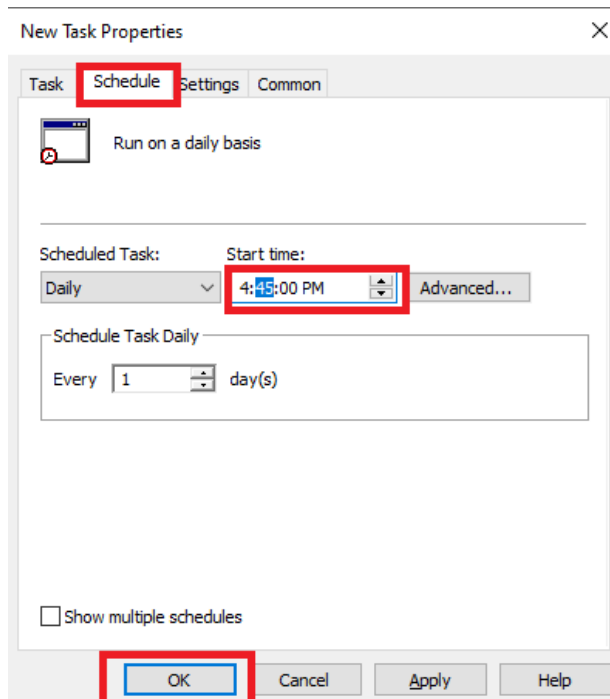 New Task Properties
Task Schedule Settings Common
Run on a daily basis
Scheduled Task: Start time:
Daily 4:45:00 PM Advanced...
Schedule Task Daily
Every 1 day(s)
Show multiple schedules
OK Cancel Apply Help